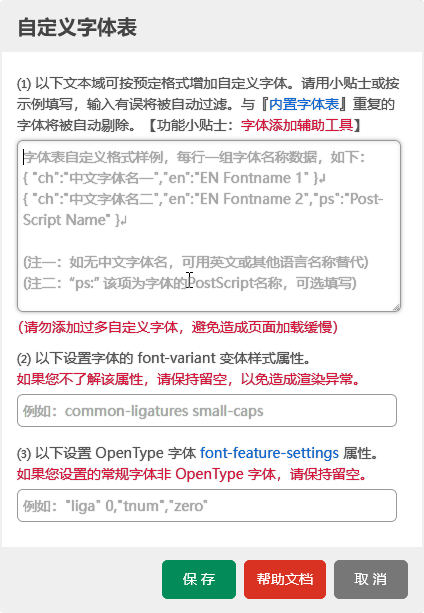 自定义字体表
(1) 以下文本域可按预定格式增加自定义字体。请用小贴士或按
示例填写，输入有误将被自动过滤。与『内置字体表』重复的
字体将被自动剔除。【功能小贴士：字体添加辅助工具】
字体表自定义格式样例，每行一组字体名称数据，如下：
{ "ch":"中文字体名一","en":"EN Fontname 1" }↲
{ "ch":"中文字体名二","en":"EN Fontname 2","ps":"Post-
Script Name" }↲
(注一：如无中文字体名，可用英文或其他语言名称替代)
(注二："ps:" 该项为字体的PostScript名称，可选填写)
（请勿添加过多自定义字体，避免造成页面加载缓慢）
(2) 以下设置字体的 font-variant 变体样式属性。
如果您不了解该属性，请保持留空，以免造成渲染异常。
例如：common-ligatures small-caps
(3) 以下设置 OpenType 字体 font-feature-settings 属性。
如果您设置的常规字体非 OpenType 字体，请保持留空。
例如："liga" 0,"tnum","zero"
保 存
帮助文档
取 消